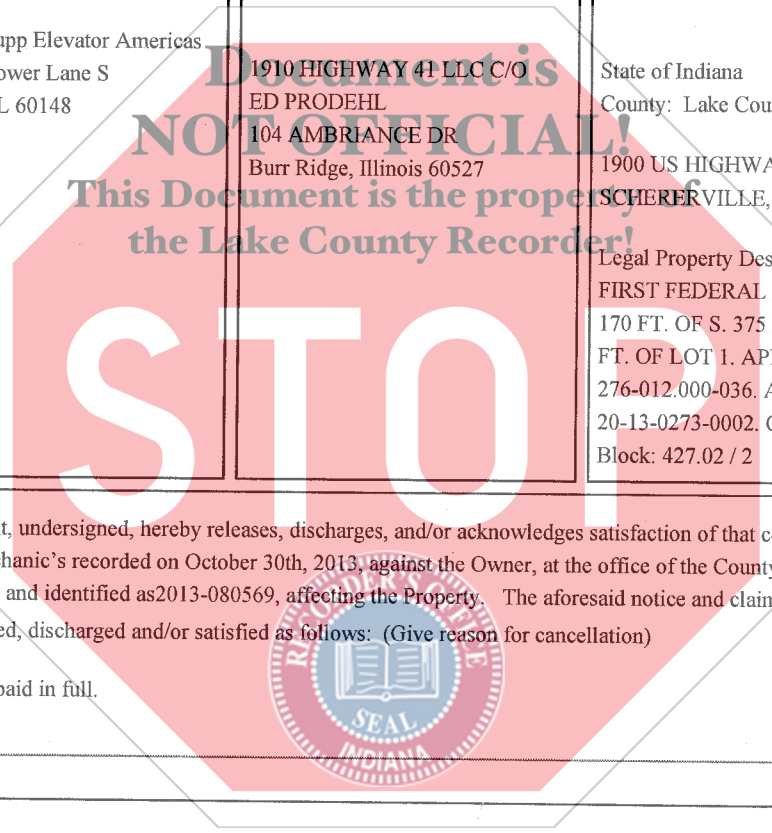 upp Elevator Americas
ower Lane S
L 60148
1910 HIGHWAY 41 LLC C/O
ED PRODEHL
104 AMBRIANCE DR
Burr Ridge, Illinois 60527
State of Indiana
County: Lake Cou
1900 US HIGHWA
SCHERERVILLE,
Legal Property Des
FIRST FEDERAL
170 FT. OF S. 375
FT. OF LOT 1. AP
276-012.000-036. A
20-13-0273-0002.
Block: 427.02 / 2
Document is
NOT OFFICIAL!
This Document is the property of
the Lake County Recorder!
STOP
t, undersigned, hereby releases, discharges, and/or acknowledges satisfaction of that c
hanic's recorded on October 30th, 2013, against the Owner, at the office of the County
and identified as2013-080569, affecting the Property. The aforesaid notice and claim
ed, discharged and/or satisfied as follows: (Give reason for cancellation)
paid in full.
RECORDER'S OFFICE
SEAL
INDIANA